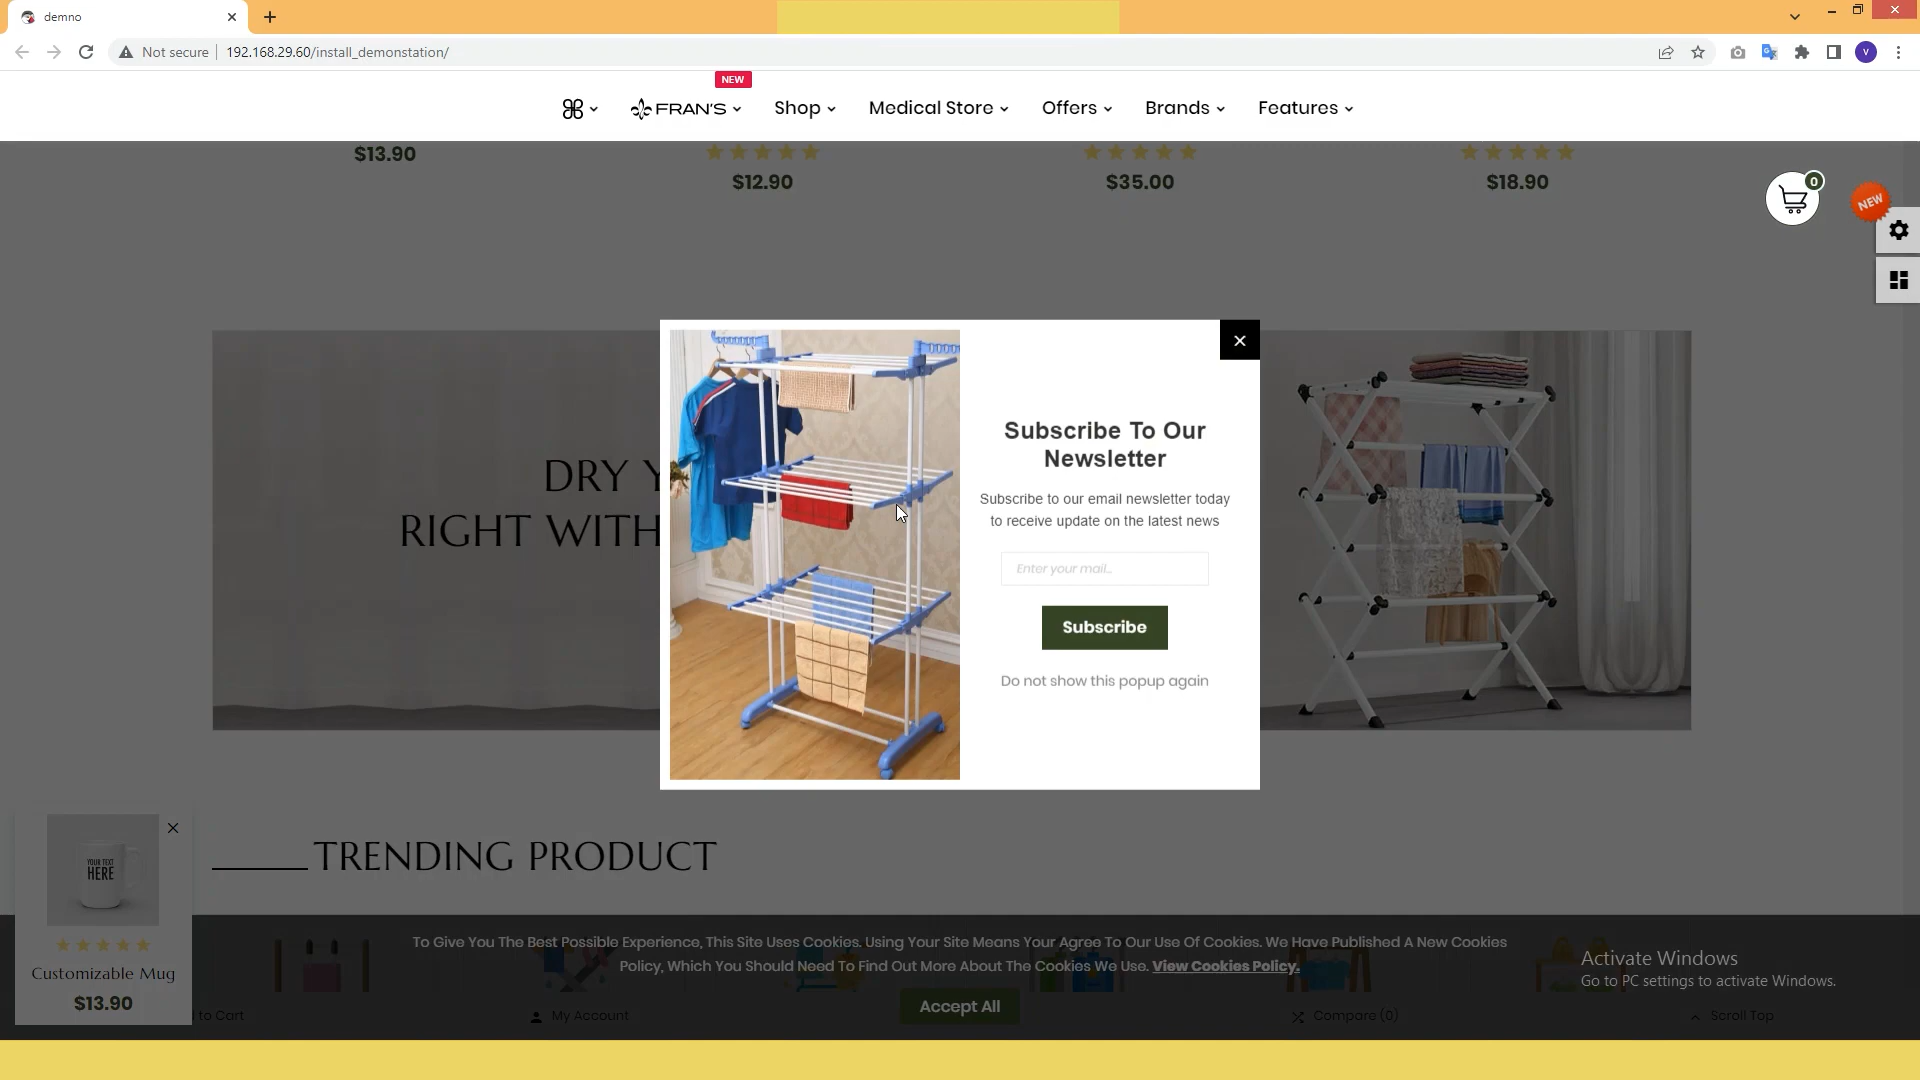 demno
Not secure
192.168.29.60/install_demonstation/
V
NEW
FRAN'S
Shop
Medical Store
Offers
Brands
Features
$13.90
$12.90
$35.00
$18.90
0
NEW
DRY Y
RIGHT WITH
Subscribe To Our
Newsletter
Subscribe to our email newsletter today
to receive update on the latest news
Enter your mail...
Subscribe
Do not show this popup again
TRENDING PRODUCT
YOUR TEXT
HERE
Customizable Mug
$13.90
To Give You The Best Possible Experience, This Site Uses Cookies. Using Your Site Means Your Agree To Our Use Of Cookies. We Have Published A New Cookies
Policy, Which You Should Need To Find Out More About The Cookies We Use. View Cookies Policy.
Accept All
Activate Windows
Go to PC settings to activate Windows.
to Cart
My Account
Compare (0)
Scroll Top